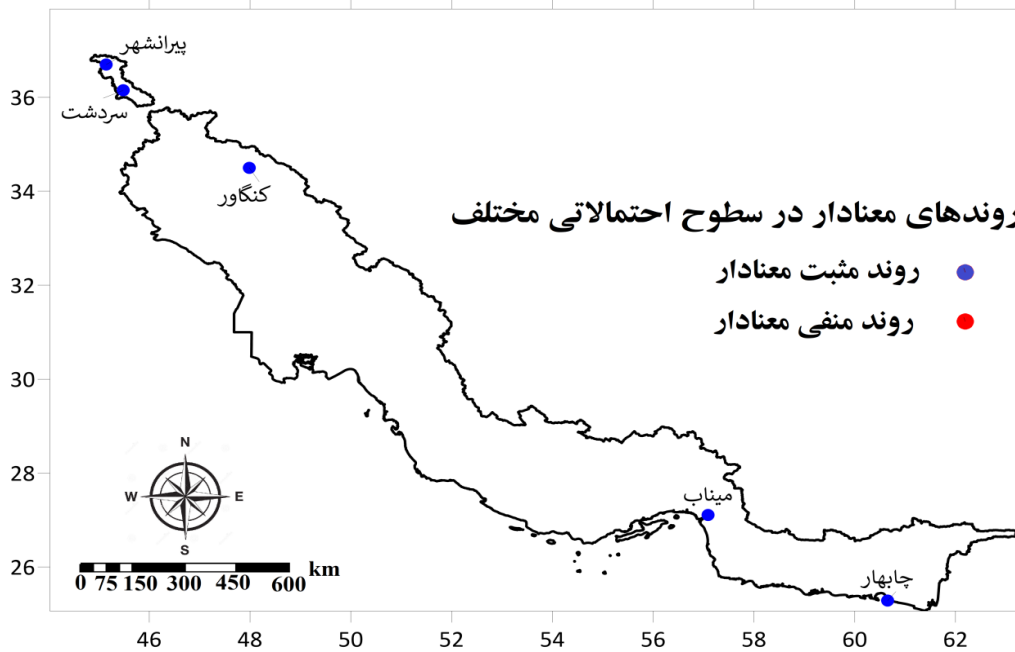 پیرانشهر
36
سردشت
34
کنگاور
روندهای معنادار در سطوح احتمالاتی مختلف
32
روند مثبت معنادار
روند منفی معنادار
30
28
N
W E
S
میناب
26
0 75 150 300 450 600 km
چابهار
46 48 50 52 54 56 58 60 62